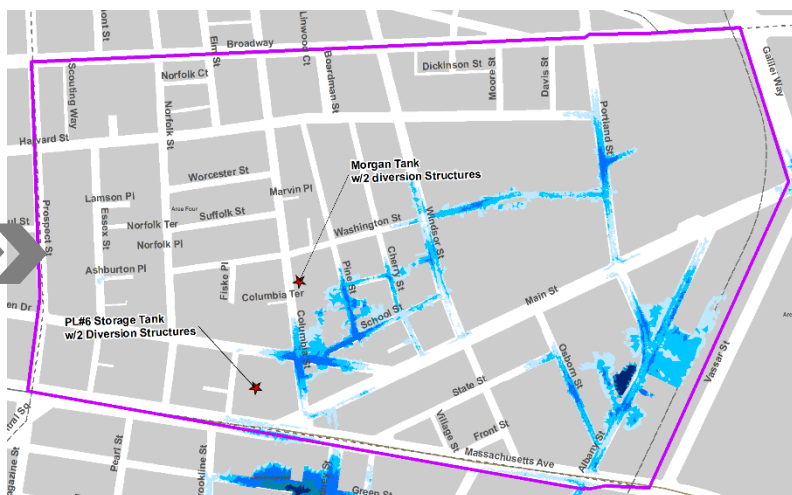 Broadway
Elm St
Linwood Ct
Boardman St
Scouting Way
Norfolk Ct
Norfolk St
Dickinson St
Moore St
Davis St
Portland St
Galilei Way
Harvard St
Worcester St
Marvin Pl
Morgan Tank
w/2 diversion Structures
Lamson Pl
Area Four
Suffolk St
Essex St
Prospect St
Norfolk Ter
Norfolk Pl
Washington St
Windsor St
Cherry St
Pine St
Ashburton Pl
Fiske Pl
Columbia Ter
Columbia St
School St
Main St
PL#6 Storage Tank
w/2 Diversion Structures
State St
Osborn St
Vassar St
Village St
Front St
Albany St
Massachusetts Ave
Pearl St
Green St